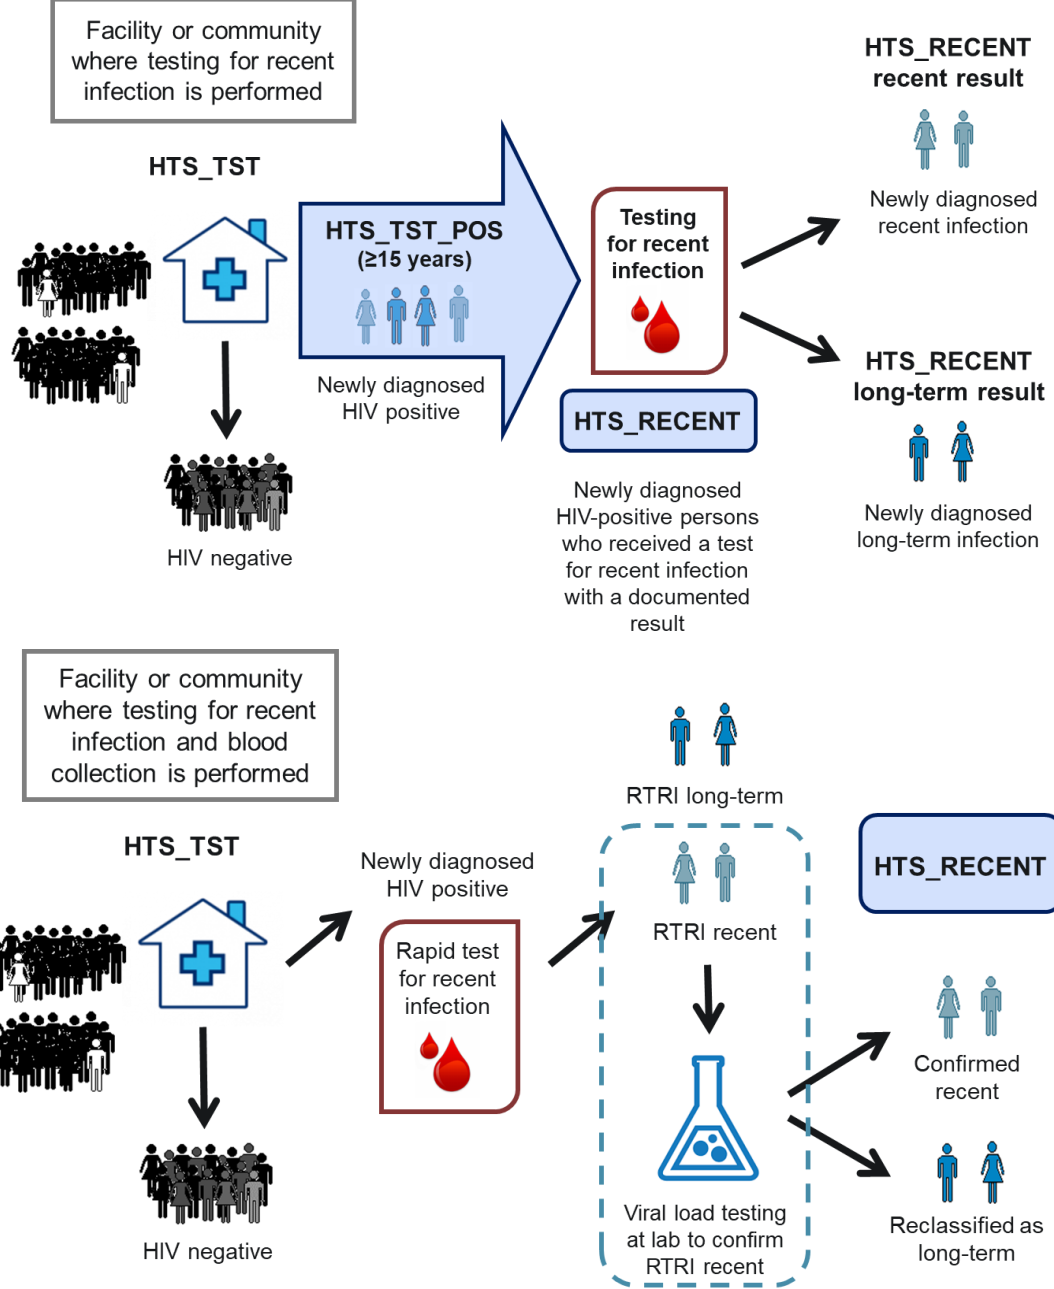 Facility or community
where testing for recent
infection is performed
HTS_TST
HIV negative
HTS_TST_POS
(≥15 years)
Newly diagnosed
HIV positive
Testing
for recent
infection
HTS_RECENT
Newly diagnosed
HIV-positive persons
who received a test
for recent infection
with a documented
result
HTS_RECENT
recent result
Newly diagnosed
recent infection
HTS_RECENT
long-term result
Newly diagnosed
long-term infection
Facility or community
where testing for recent
infection and blood
collection is performed
HTS_TST
HIV negative
Newly diagnosed
HIV positive
Rapid test
for recent
infection
RTRI long-term
RTRI recent
Viral load testing
at lab to confirm
RTRI recent
HTS_RECENT
Confirmed
recent
Reclassified as
long-term